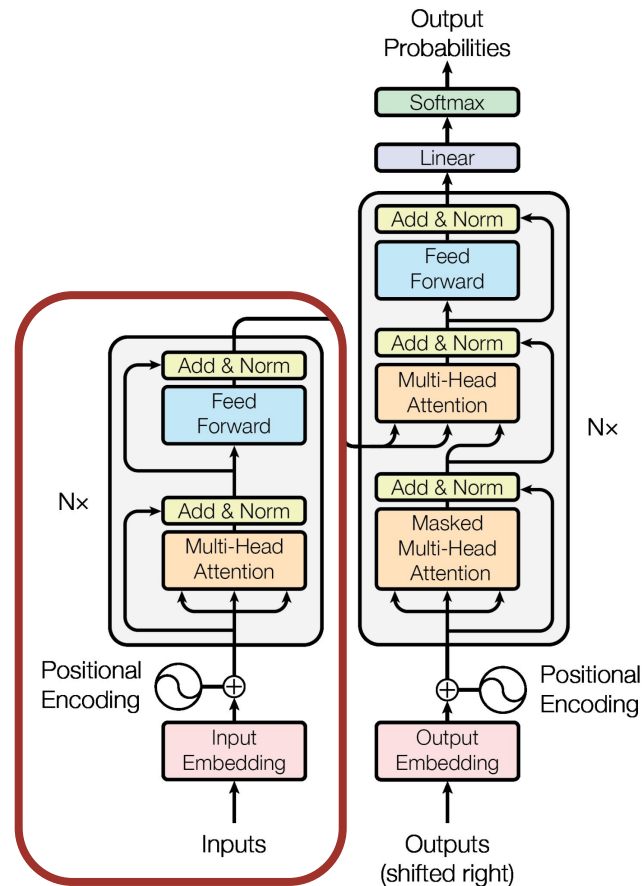 Output
Probabilities
Softmax
Linear
Add & Norm
Feed
Forward
Add & Norm
Multi-Head
Attention
Add & Norm
Masked
Multi-Head
Attention
Nx
Positional
Encoding
Output
Embedding
Outputs
(shifted right)
Add & Norm
Feed
Forward
Add & Norm
Multi-Head
Attention
Nx
Positional
Encoding
Input
Embedding
Inputs